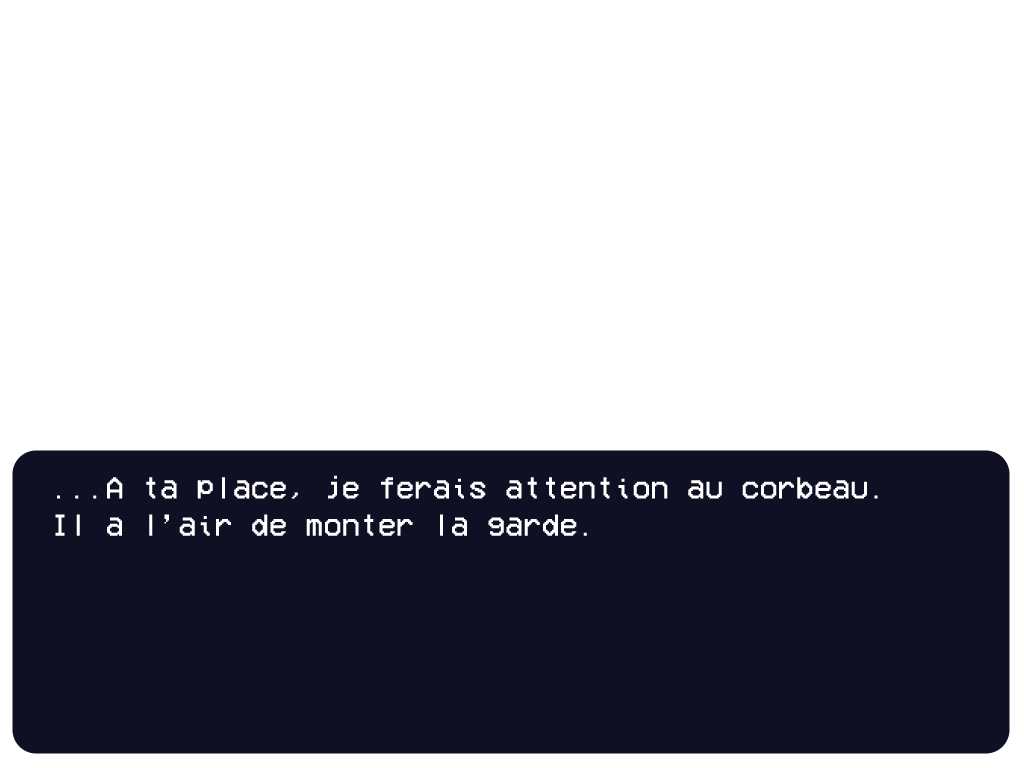 ...A ta place, je ferais attention au corbeau.
Il a l'air de monter la garde.